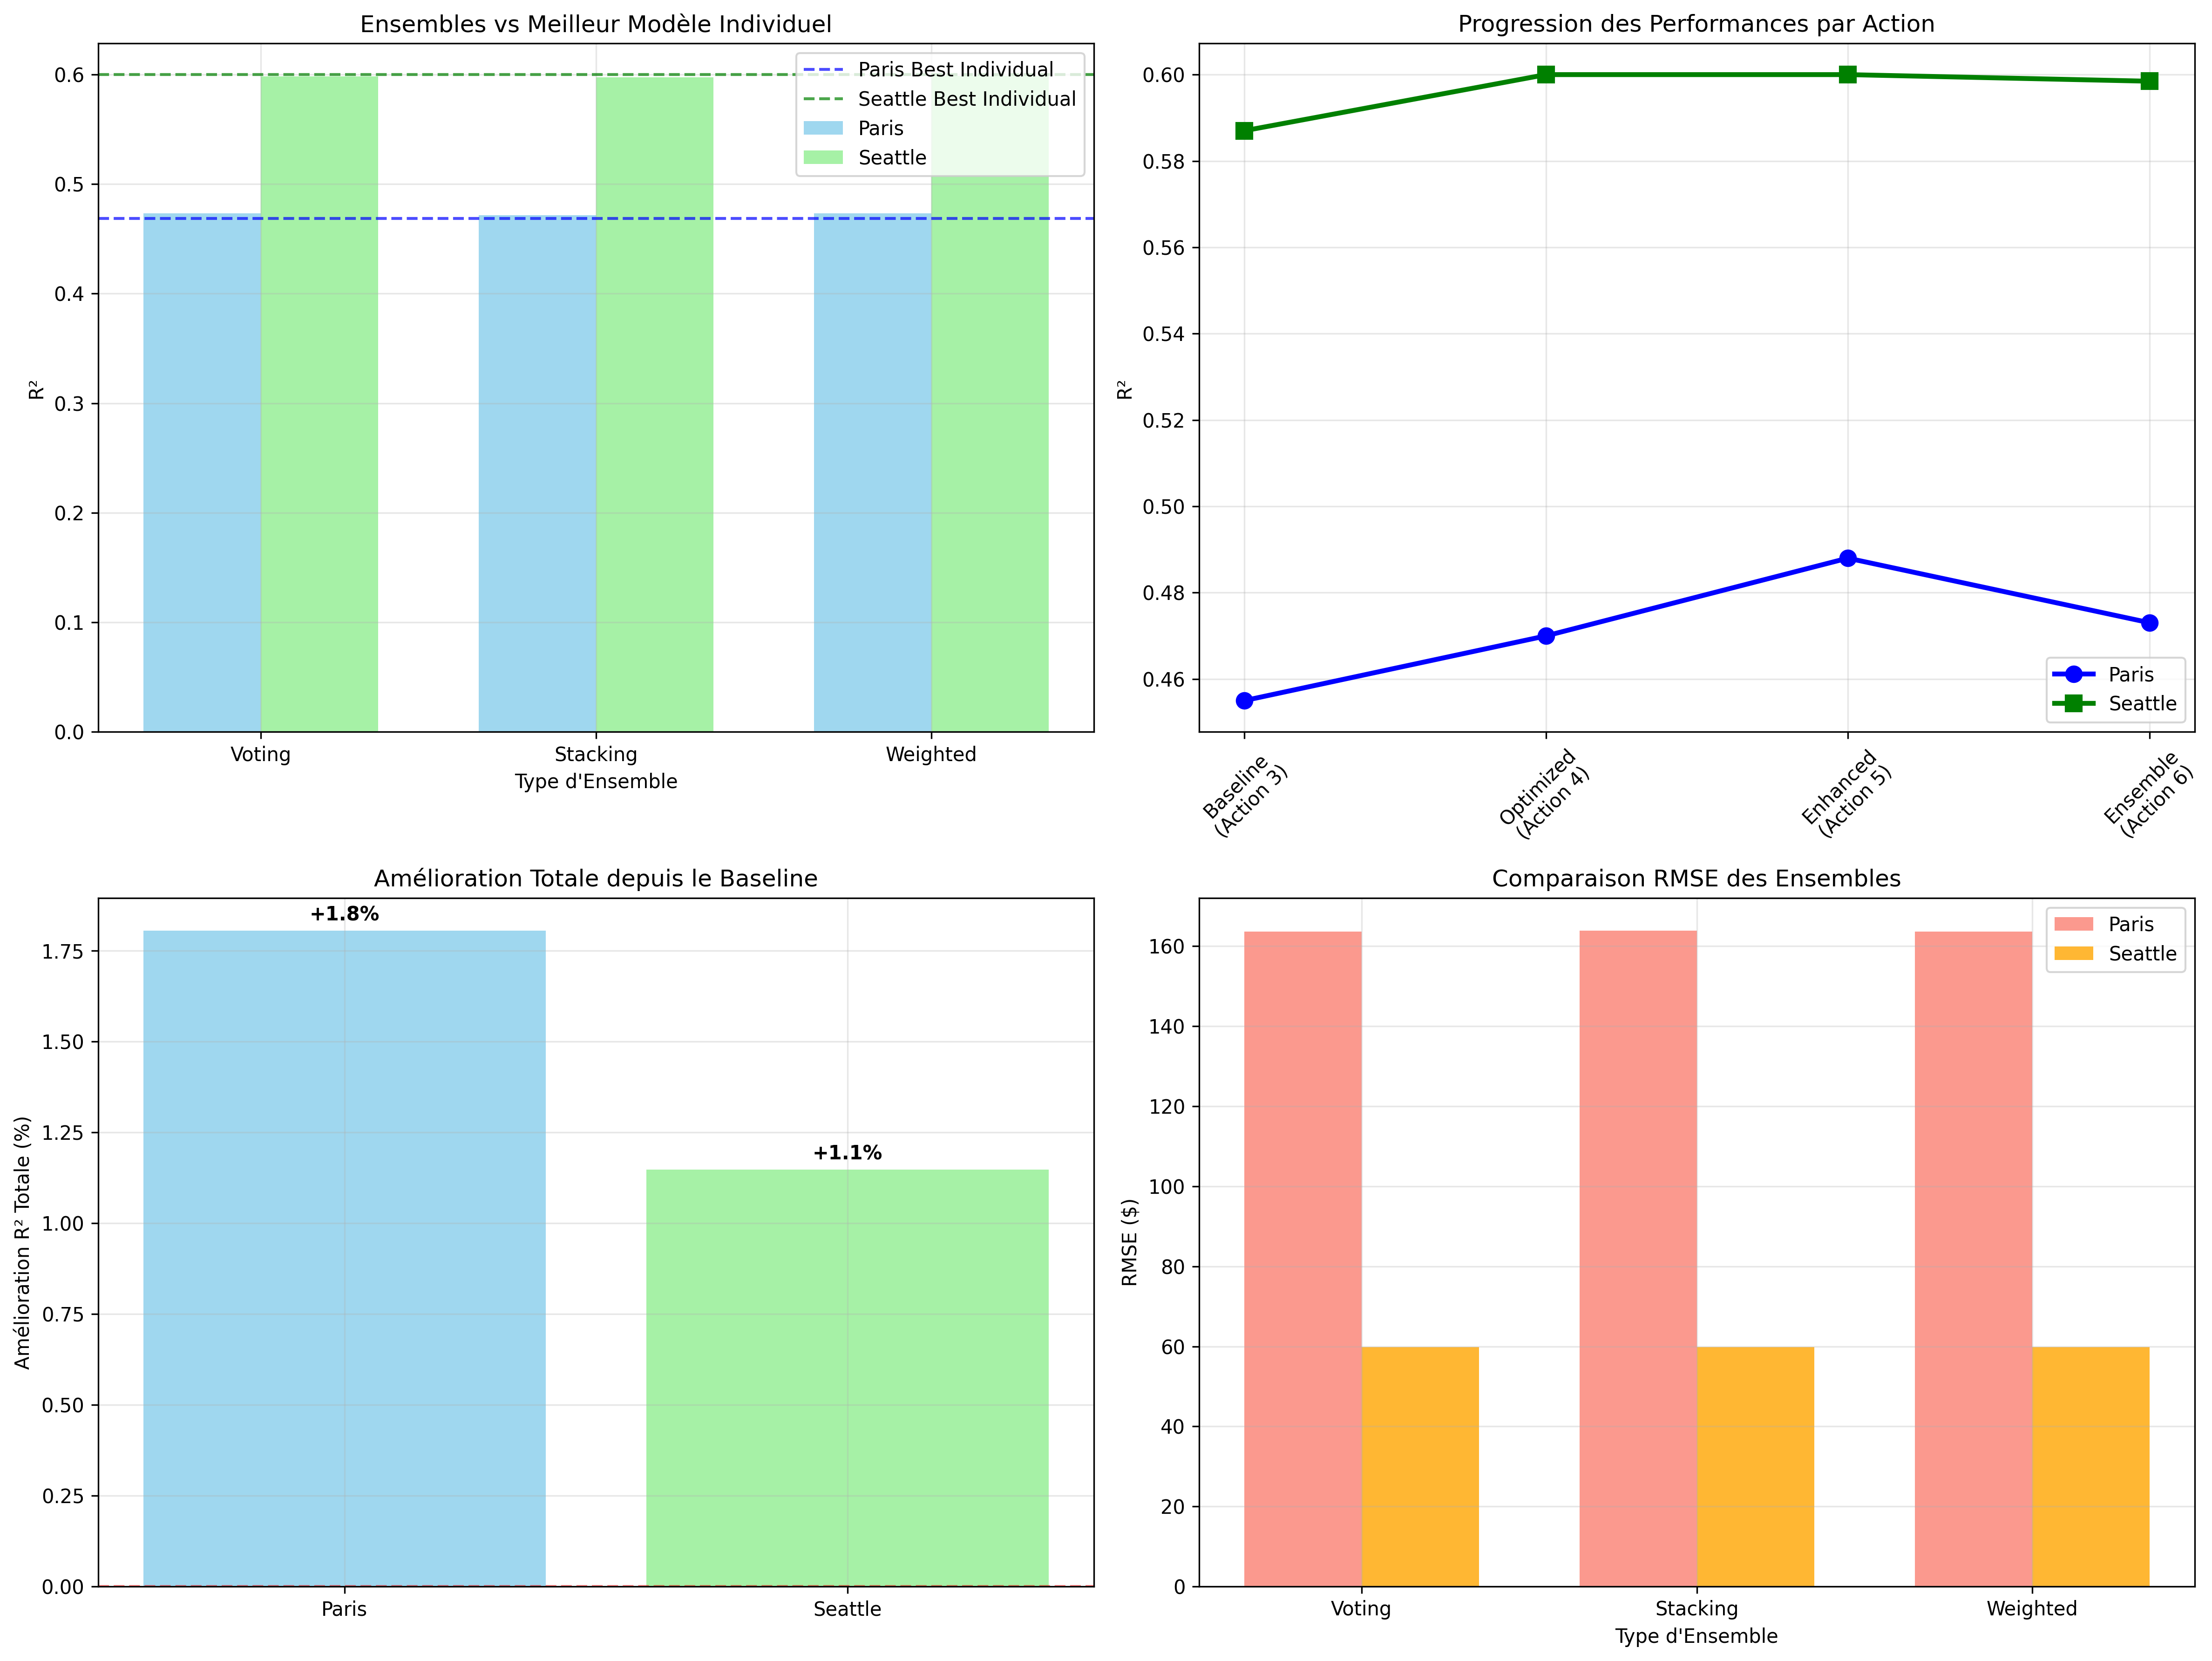 Ensembles vs Meilleur Modèle Individuel
Paris Best Individual
Seattle Best Individual
Paris
Seattle
0.6
0.5
0.4
0.3
0.2
0.1
0.0
R²
Voting
Stacking
Weighted
Type d'Ensemble
Progression des Performances par Action
0.60
0.58
0.56
0.54
0.52
0.50
0.48
0.46
R²
Paris
Seattle
Baseline
(Action 3)
Optimized
(Action 4)
Enhanced
(Action 5)
Ensemble
(Action 6)
Amélioration Totale depuis le Baseline
+1.8%
+1.1%
1.75
1.50
1.25
1.00
0.75
0.50
0.25
0.00
Amélioration R² Totale (%)
Paris
Seattle
Comparaison RMSE des Ensembles
Paris
Seattle
160
140
120
100
80
60
40
20
0
RMSE ($)
Voting
Stacking
Weighted
Type d'Ensemble